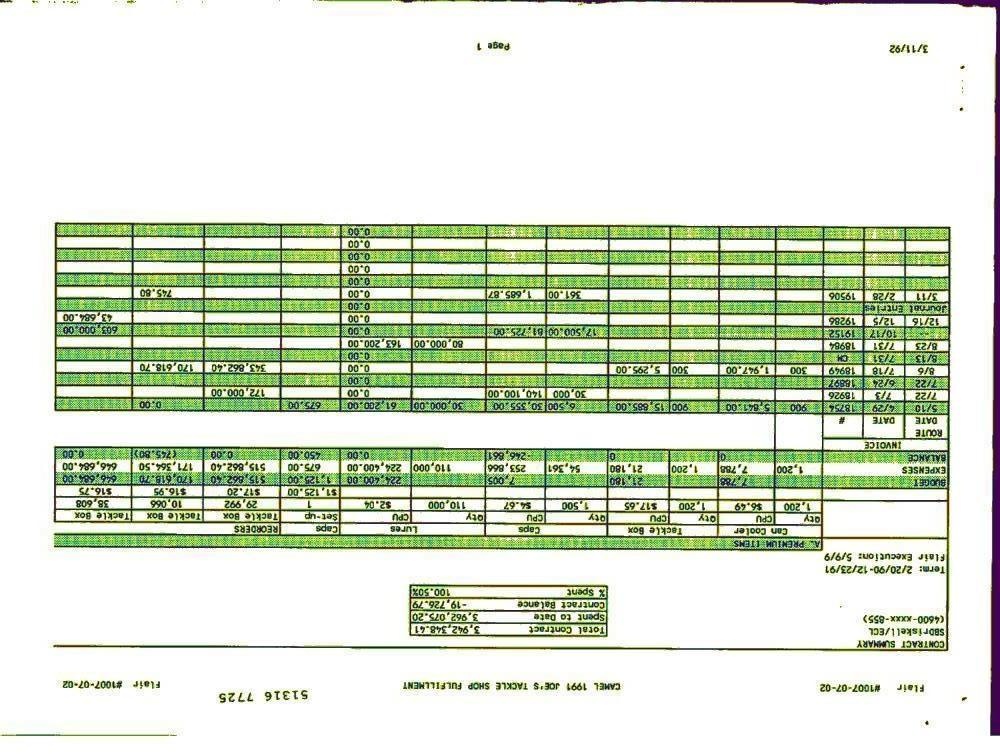 Flair #1007-07-02 CAMEL 1991 JOE'S TACKLE SHOP FULFILLMENT Flair #1007-07-02
51316 7725
CONTRACT SUMMARY
SBDriskell/ECL
(4600-xxxx-855)
Total Contract 3,942,348.41
Spent to Date 3,962,075.20
Contract Balance -19,726.79
% Spent 100.50%
Term: 2/20/90-12/23/91
Flair Execution: 5/9/9
A. PREMIUM ITEMS
Can Cooler Tackle Box Caps Lures Caps REORDERS
Qty CPU Qty CPU Qty CPU Qty CPU Set-up Tackle Box Tackle Box Tackle Box
1,200 $6.49 1,200 $17.65 1,500 $4.67 110,000 $2.04 1 29,992 10,066 38,608
$1,125.00 $17.20 $16.95 $16.75
BUDGET 7,788 21,180 7,005 224,400.00 1,125.00 515,862.40 170,618.70 646,684.00
EXPENSES 1,200 7,788 1,200 21,180 54,361 253,866 110,000 224,400.00 675.00 515,862.40 171,364.50 646,684.00
BALANCE 0 0 -246,861 0.00 450.00 0.00 (745.80) 0.00
INVOICE
ROUTE DATE #
DATE
5/10 4/29 18754 900 5,841.00 900 15,885.00 6,500 30,355.00 30,000.00 61,200.00 675.00 0.00
7/22 7/3 18926 30,000 140,100.00 0.00 172,000.00
7/22 6/24 18897 0.00
8/6 7/18 18949 300 1,947.00 300 5,295.00 0.00 343,862.40 170,618.70
8/13 7/31 CM 0.00
8/23 7/31 18984 80,000.00 163,200.00
10/17 19152 17,500.00 81,725.00 0.00 603,000.00
12/16 12/5 19286 0.00 43,684.00
Journal Entries 0.00
3/11 2/28 19506 361.00 1,685.87 0.00 745.80
0.00
0.00
0.00
0.00
0.00
3/11/92 Page 1